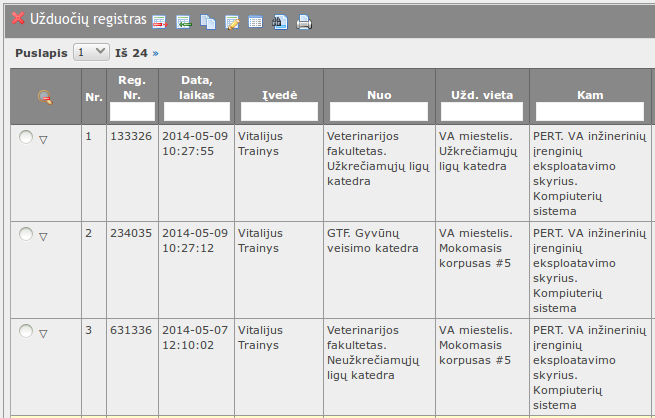 Užduočių registras
Puslapis 1 Iš 24 »
Nr. Reg. Nr. Data, laikas Įvedė Nuo Užd. vieta Kam
1 133326 2014-05-09 10:27:55 Vitalijus Trainys Veterinarijos fakultetas. Užkrečiamųjų ligų katedra VA miestelis. Užkrečiamųjų ligų katedra PERT. VA inžinerinių įrenginių eksploatavimo skyrius. Kompiuterių sistema
2 234035 2014-05-09 10:27:12 Vitalijus Trainys GTF. Gyvūnų veisimo katedra VA miestelis. Mokomasis korpusas #5 PERT. VA inžinerinių įrenginių eksploatavimo skyrius. Kompiuterių sistema
3 631336 2014-05-07 12:10:02 Vitalijus Trainys Veterinarijos fakultetas. Neužkrečiamųjų ligų katedra VA miestelis. Mokomasis korpusas #5 PERT. VA inžinerinių įrenginių eksploatavimo skyrius. Kompiuterių sistema